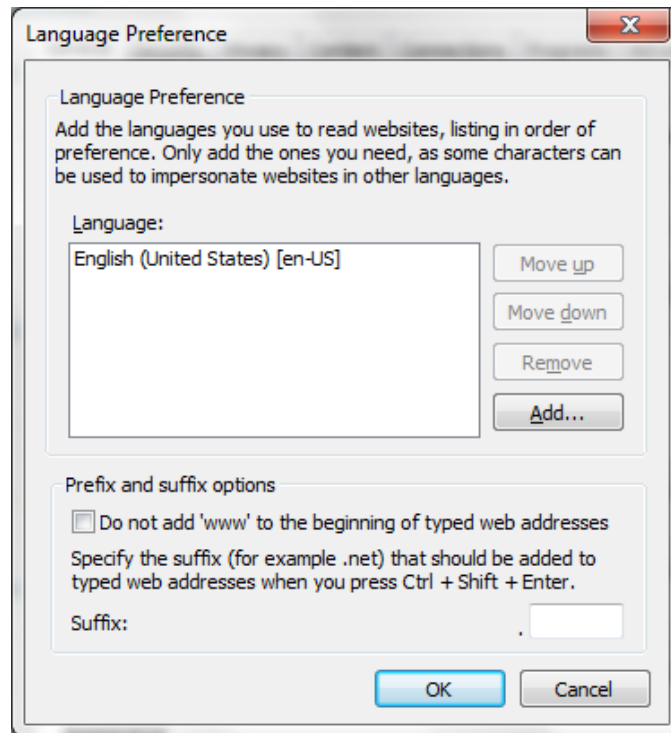 Language Preference
Language Preference
Add the languages you use to read websites, listing in order of
preference. Only add the ones you need, as some characters can
be used to impersonate websites in other languages.
Language:
English (United States) [en-US]
Move up
Move down
Remove
Add...
Prefix and suffix options
Do not add 'www' to the beginning of typed web addresses
Specify the suffix (for example .net) that should be added to
typed web addresses when you press Ctrl + Shift + Enter.
Suffix: .
OK Cancel